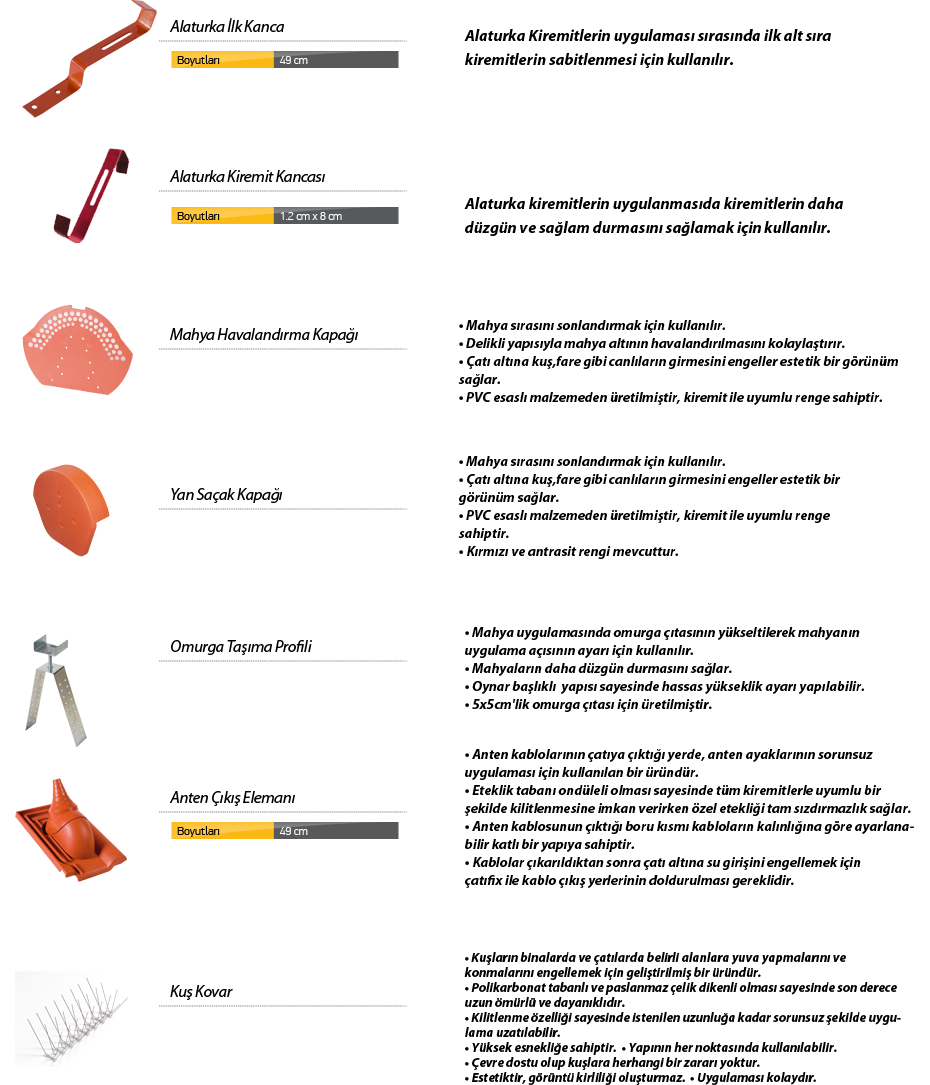 Alaturka İlk Kanca
Boyutları 49 cm
Alaturka Kiremitlerin uygulaması sırasında ilk alt sıra
kiremitlerin sabitlenmesi için kullanılır.
Alaturka Kiremit Kancası
Boyutları 1.2 cm x 8 cm
Alaturka kiremitlerin uygulanmasıda kiremitlerin daha
düzgün ve sağlam durmasını sağlamak için kullanılır.
Mahya Havalandırma Kapağı
• Mahya sırasını sonlandırmak için kullanılır.
• Delikli yapısıyla mahya altının havalandırılmasını kolaylaştırır.
• Çatı altına kuş,fare gibi canlıların girmesini engeller estetik bir görünüm
sağlar.
• PVC esaslı malzemeden üretilmiştir, kiremit ile uyumlu renge sahiptir.
Yan Saçak Kapağı
• Mahya sırasını sonlandırmak için kullanılır.
• Çatı altına kuş,fare gibi canlıların girmesini engeller estetik bir
görünüm sağlar.
• PVC esaslı malzemeden üretilmiştir, kiremit ile uyumlu renge
sahiptir.
• Kırmızı ve antrasit rengi mevcuttur.
Omurga Taşıma Profili
• Mahya uygulamasında omurga çıtasının yükseltilerek mahyanın
uygulama açısının ayarı için kullanılır.
• Mahyaların daha düzgün durmasını sağlar.
• Oynar başlıklı yapısı sayesinde hassas yükseklik ayarı yapılabilir.
• 5x5cm'lik omurga çıtası için üretilmiştir.
Anten Çıkış Elemanı
Boyutları 49 cm
• Anten kablolarının çatıya çıktığı yerde, anten ayaklarının sorunsuz
uygulaması için kullanılan bir üründür.
• Eteklik tabanı ondüleli olması sayesinde tüm kiremitlerle uyumlu bir
şekilde kilitlenmesine imkan verirken özel etekliği tam sızdırmazlık sağlar.
• Anten kablosunun çıktığı boru kısmı kabloların kalınlığına göre ayarlana-
bilir katlı bir yapıya sahiptir.
• Kablolar çıkarıldıktan sonra çatı altına su girişini engellemek için
çatıfix ile kablo çıkış yerlerinin doldurulması gereklidir.
Kuş Kovar
• Kuşların binalarda ve çatılarda belirli alanlara yuva yapmalarını ve
konmalarını engellemek için geliştirilmiş bir üründür.
• Polikarbonat tabanlı ve paslanmaz çelik dikenli olması sayesinde son derece
uzun ömürlü ve dayanıklıdır.
• Kilitlenme özelliği sayesinde istenilen uzunluğa kadar sorunsuz şekilde uygu-
lama uzatılabilir.
• Yüksek esnekliğe sahiptir. • Yapının her noktasında kullanılabilir.
• Çevre dostu olup kuşlara herhangi bir zararı yoktur.
• Estetiktir, görüntü kirliliği oluşturmaz. • Uygulaması kolaydır.